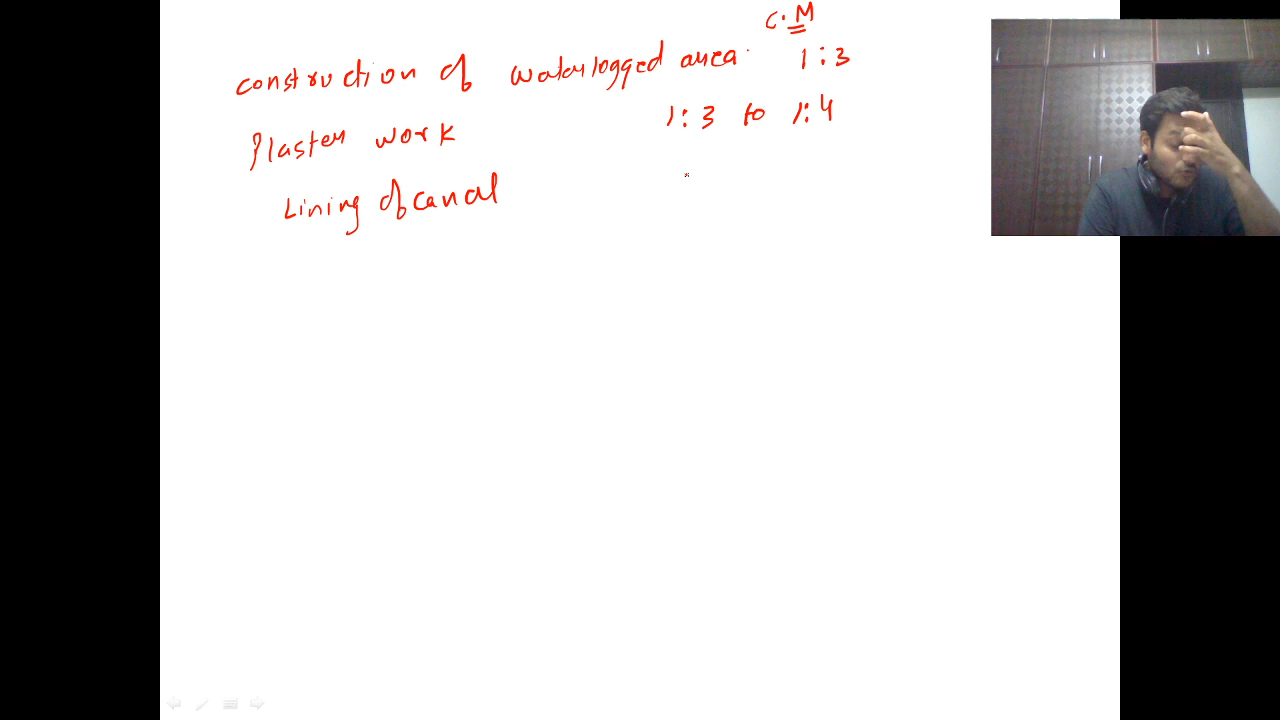 C.M
construction of waterlogged area. 1:3
Plaster work 1:3 to 1:4
Lining of canal